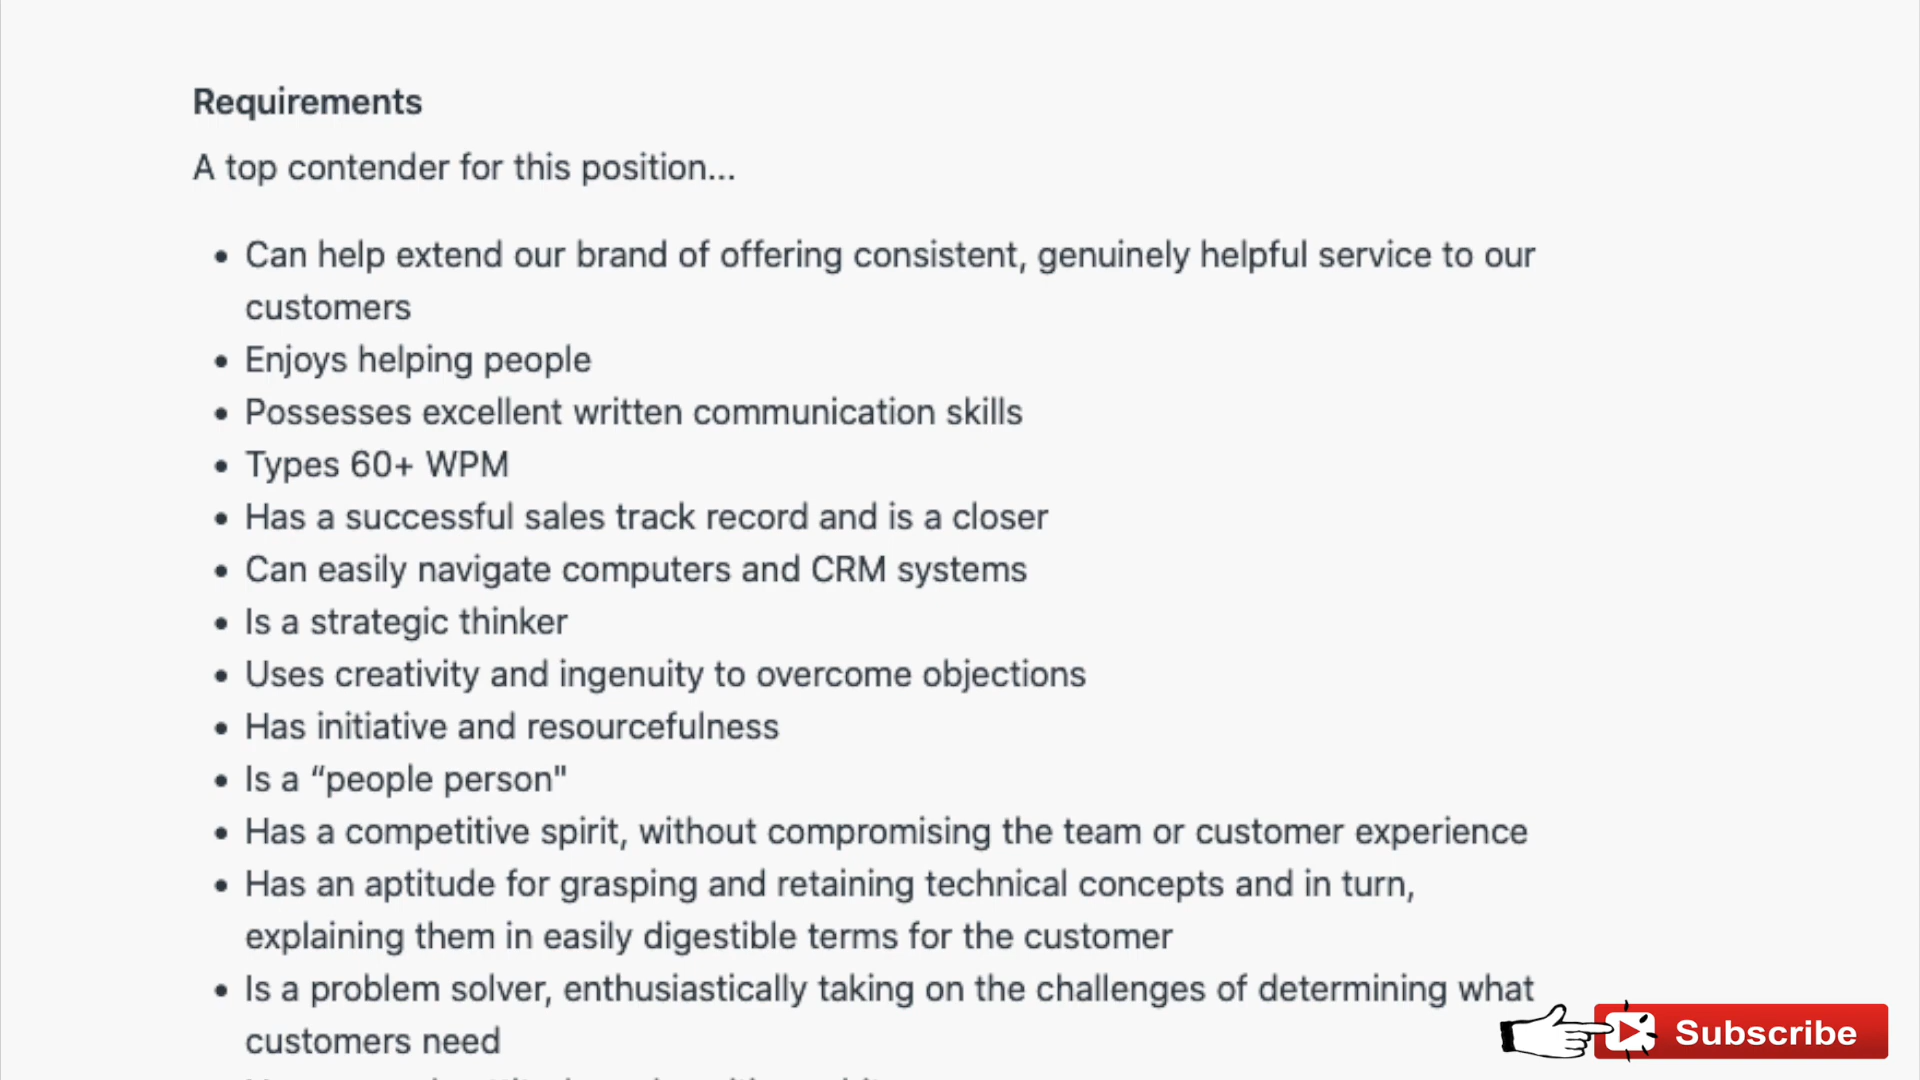 Requirements
A top contender for this position...
• Can help extend our brand of offering consistent, genuinely helpful service to our
customers
• Enjoys helping people
• Possesses excellent written communication skills
• Types 60+ WPM
• Has a successful sales track record and is a closer
• Can easily navigate computers and CRM systems
• Is a strategic thinker
• Uses creativity and ingenuity to overcome objections
• Has initiative and resourcefulness
• Is a “people person"
• Has a competitive spirit, without compromising the team or customer experience
• Has an aptitude for grasping and retaining technical concepts and in turn,
explaining them in easily digestible terms for the customer
• Is a problem solver, enthusiastically taking on the challenges of determining what
customers need
Subscribe